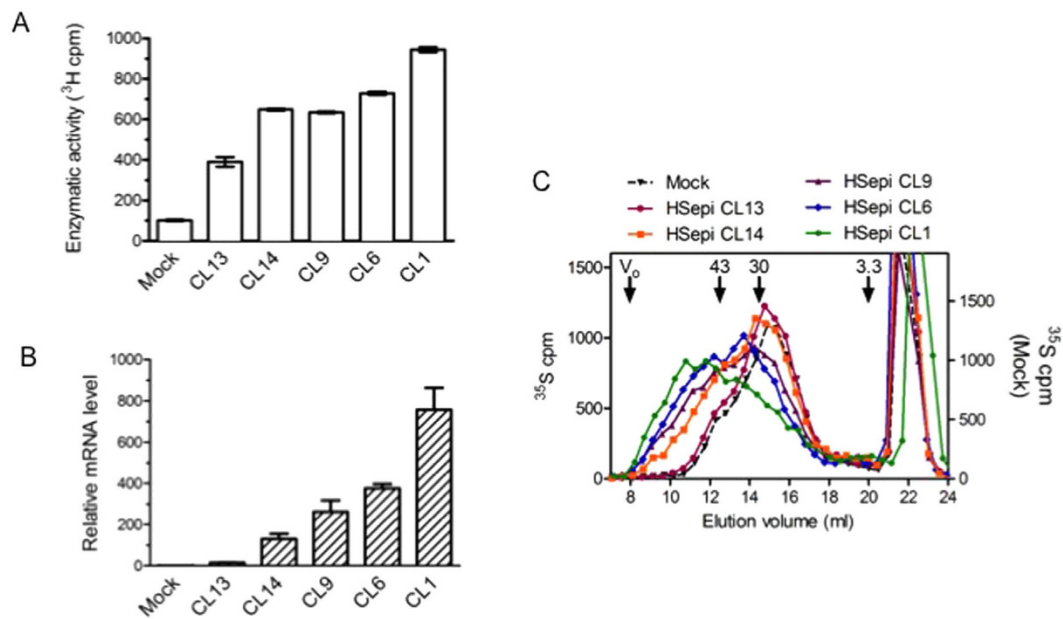 A
Enzymatic activity (³H cpm)
1000
800
600
400
200
0
Mock
CL13
CL14
CL9
CL6
CL1
B
Relative mRNA level
1000
800
600
400
200
0
Mock
CL13
CL14
CL9
CL6
CL1
C
Mock
HSepi CL13
HSepi CL14
HSepi CL9
HSepi CL6
HSepi CL1
V₀ 43 30 3.3
³⁵S cpm
1500
1000
500
0
1500
1000
500
0
³⁵S cpm
(Mock)
8 10 12 14 16 18 20 22 24
Elution volume (ml)